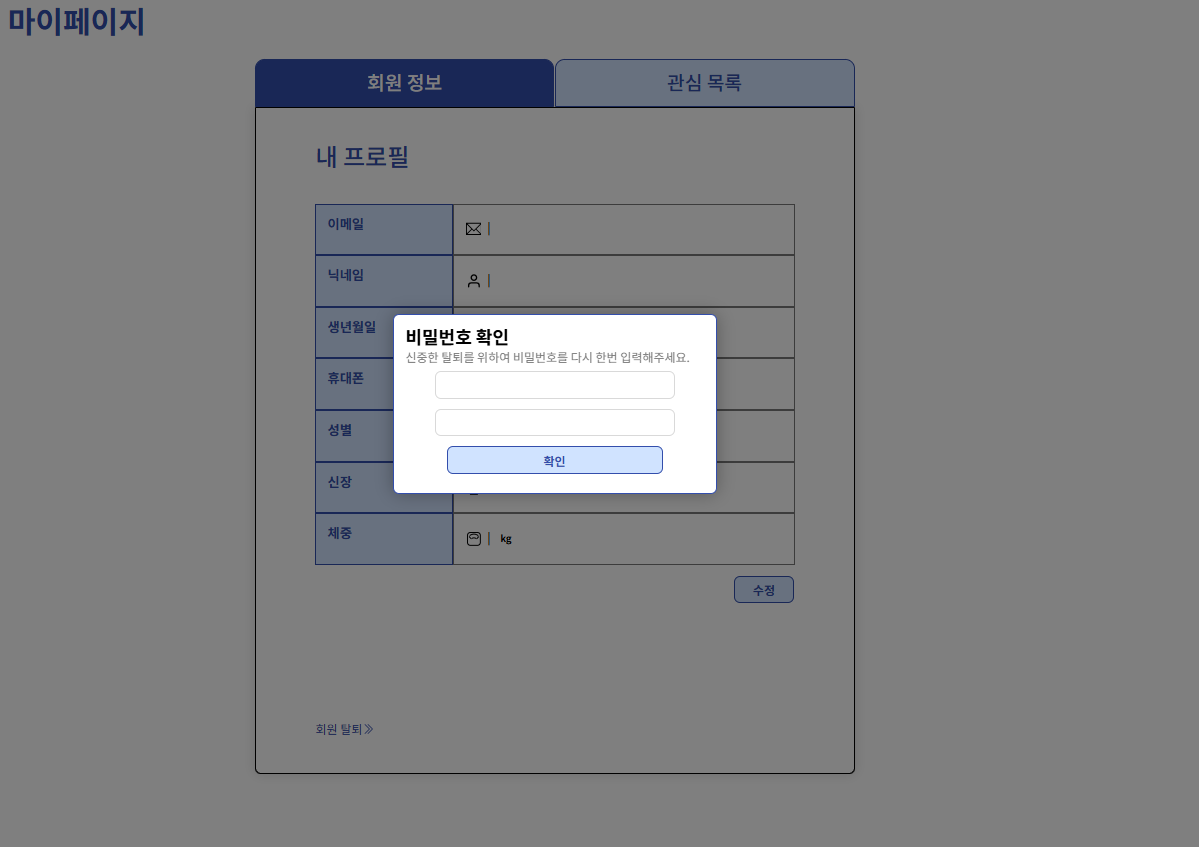 마이페이지
회원 정보
관심 목록
내 프로필
이메일
닉네임
생년월일
비밀번호 확인
신중한 탈퇴를 위하여 비밀번호를 다시 한번 입력해주세요.
휴대폰
성별
확인
신장
체중
kg
수정
회원 탈퇴